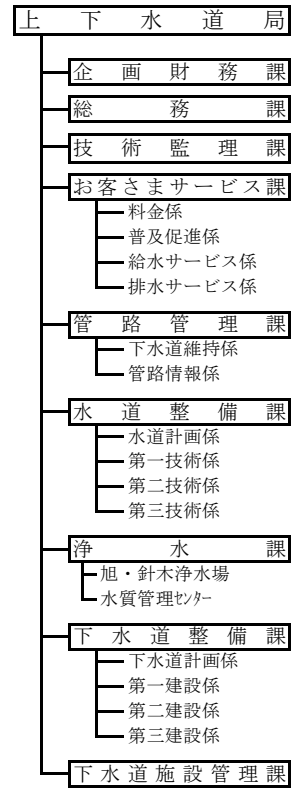 上下水道局
企画財務課
総務課
技術監理課
お客さまサービス課
料金係
普及促進係
給水サービス係
排水サービス係
管路管理課
下水道維持係
管路情報係
水道整備課
水道計画係
第一技術係
第二技術係
第三技術係
浄水課
旭・針木浄水場
水質管理ｾﾝﾀｰ
下水道整備課
下水道計画係
第一建設係
第二建設係
第三建設係
下水道施設管理課